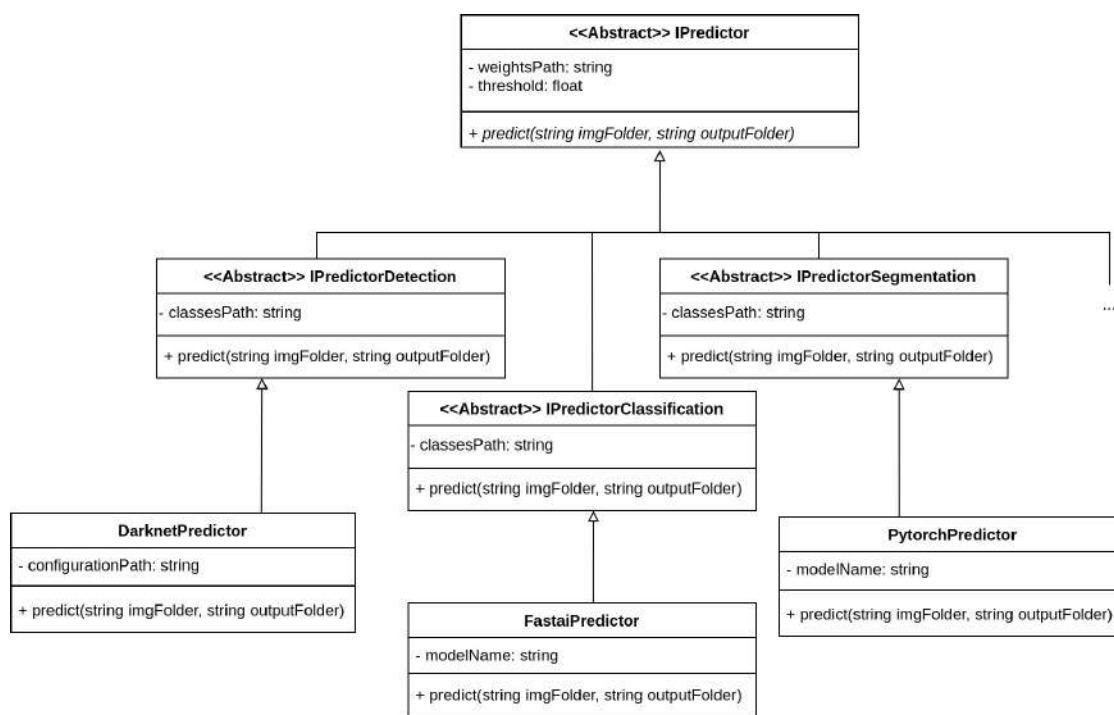 <<Abstract>> IPredictor
- weightsPath: string
- threshold: float
+ predict(string imgFolder, string outputFolder)
<<Abstract>> IPredictorDetection
- classesPath: string
+ predict(string imgFolder, string outputFolder)
<<Abstract>> IPredictorSegmentation
- classesPath: string
+ predict(string imgFolder, string outputFolder)
...
<<Abstract>> IPredictorClassification
- classesPath: string
+ predict(string imgFolder, string outputFolder)
DarknetPredictor
- configurationPath: string
+ predict(string imgFolder, string outputFolder)
PytorchPredictor
- modelName: string
+ predict(string imgFolder, string outputFolder)
FastaiPredictor
- modelName: string
+ predict(string imgFolder, string outputFolder)